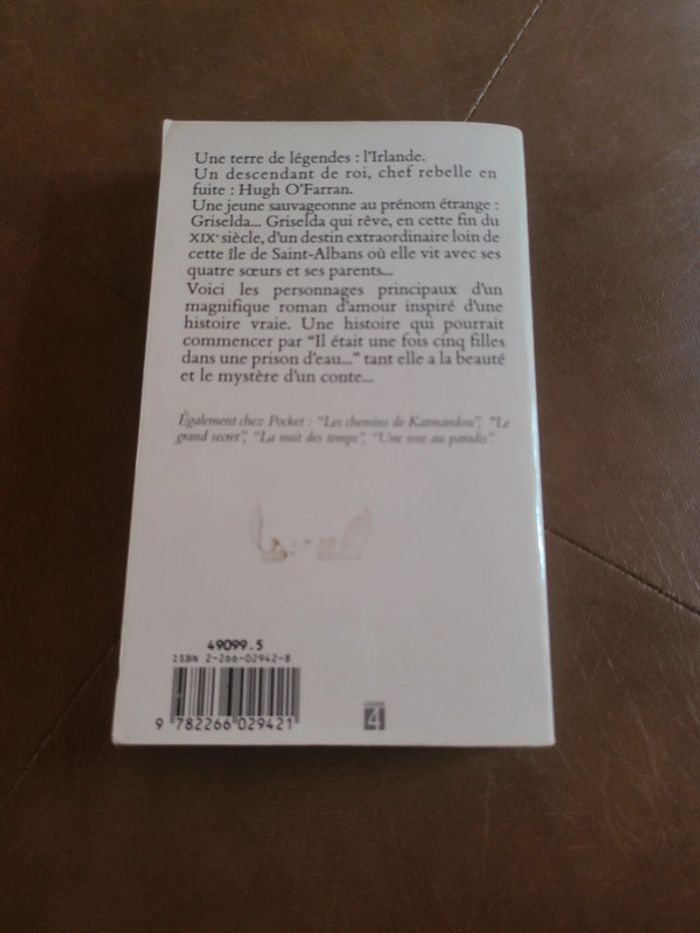 Une terre de légendes : l'Irlande.
Un descendant de roi, chef rebelle en
fuite : Hugh O'Farran.
Une jeune sauvageonne au prénom étrange :
Griselda... Griselda qui rêve, en cette fin du
XIXe siècle, d'un destin extraordinaire loin de
cette île de Saint-Albans où elle vit avec ses
quatre sœurs et ses parents...
Voici les personnages principaux d'un
magnifique roman d'amour inspiré d'une
histoire vraie. Une histoire qui pourrait
commencer par "Il était une fois cinq filles
dans une prison d'eau..." tant elle a la beauté
et le mystère d'un conte...
Également chez Pocket : "Les chemins de Katmandou", "Le
grand secret", "La nuit des temps", "Une rose au paradis".
49099.5
ISBN 2-266-02942-8
9 782266 029421
4